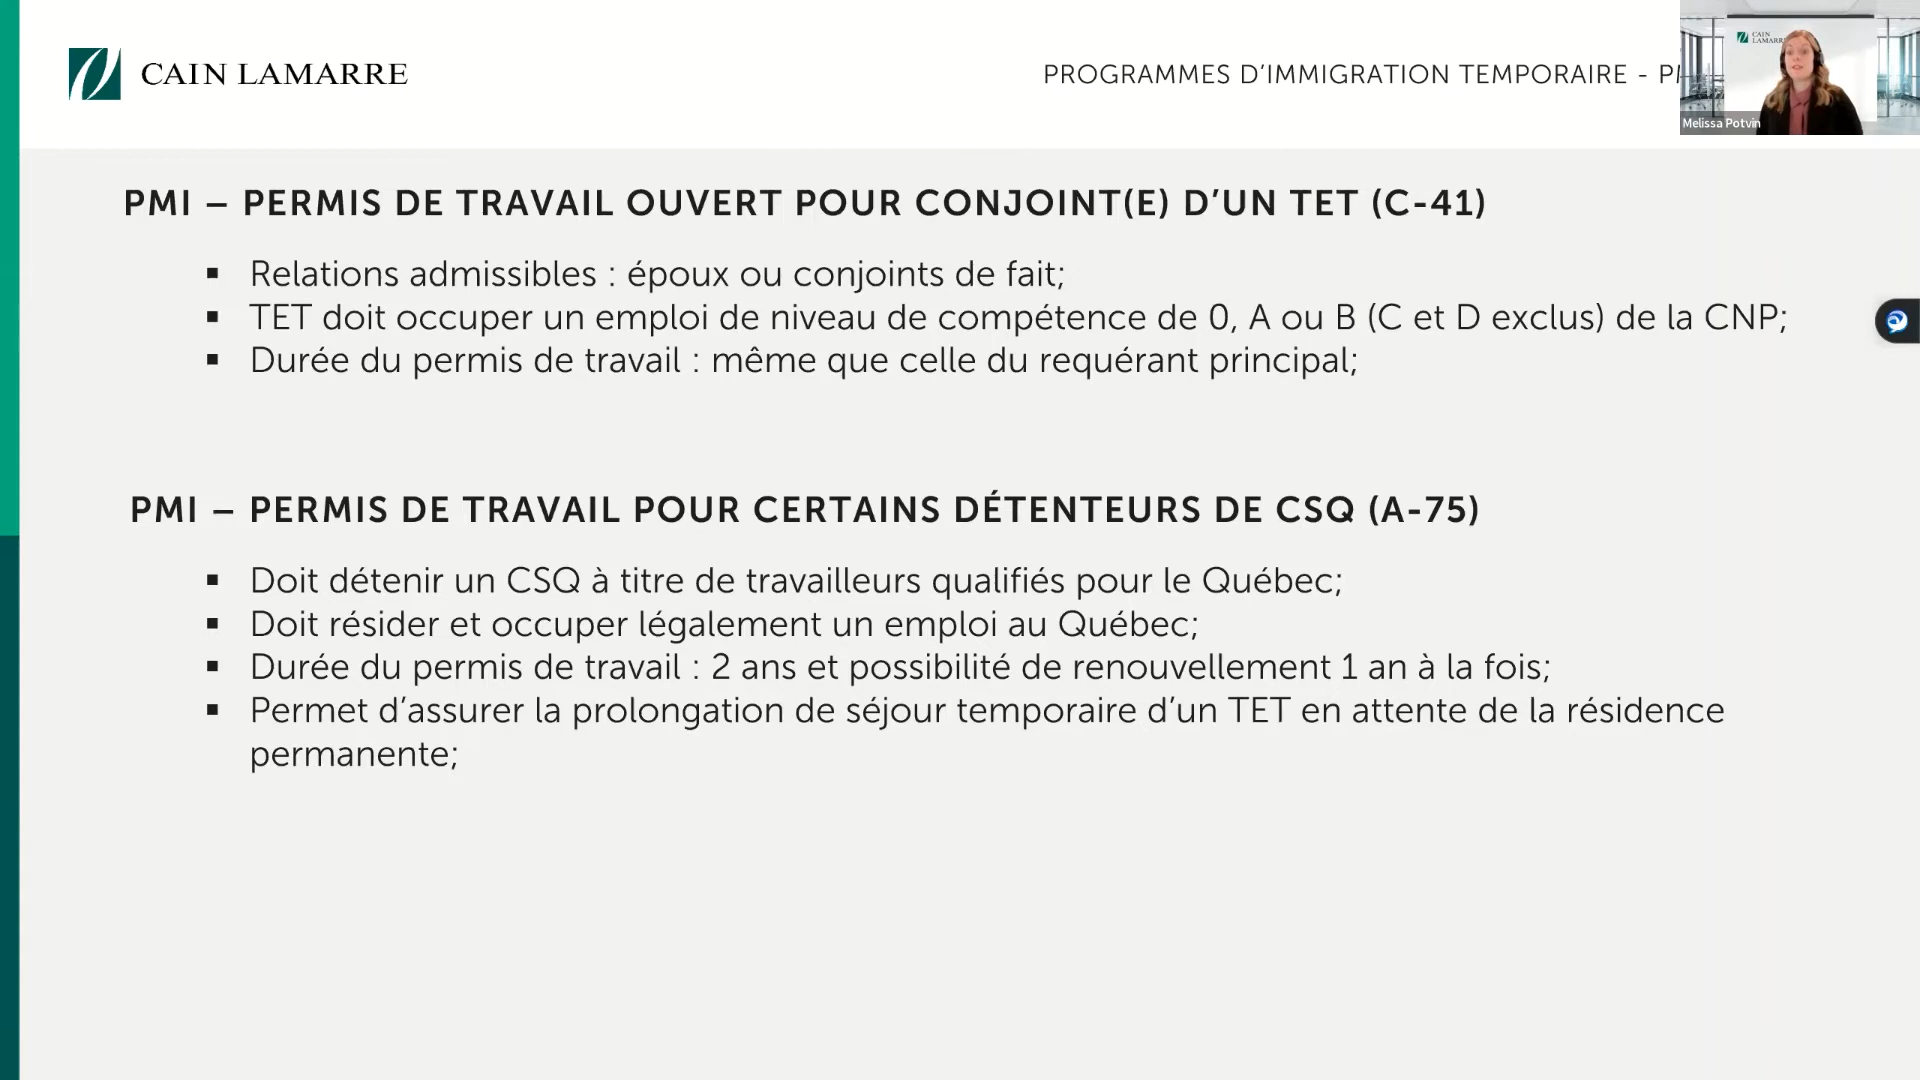 CAIN LAMARRE
PROGRAMMES D’IMMIGRATION TEMPORAIRE - PM
CAIN
LAMARRE
Melissa Potvin
PMI – PERMIS DE TRAVAIL OUVERT POUR CONJOINT(E) D’UN TET (C-41)
▪ Relations admissibles : époux ou conjoints de fait;
▪ TET doit occuper un emploi de niveau de compétence de 0, A ou B (C et D exclus) de la CNP;
▪ Durée du permis de travail : même que celle du requérant principal;
PMI – PERMIS DE TRAVAIL POUR CERTAINS DÉTENTEURS DE CSQ (A-75)
▪ Doit détenir un CSQ à titre de travailleurs qualifiés pour le Québec;
▪ Doit résider et occuper légalement un emploi au Québec;
▪ Durée du permis de travail : 2 ans et possibilité de renouvellement 1 an à la fois;
▪ Permet d’assurer la prolongation de séjour temporaire d’un TET en attente de la résidence
permanente;